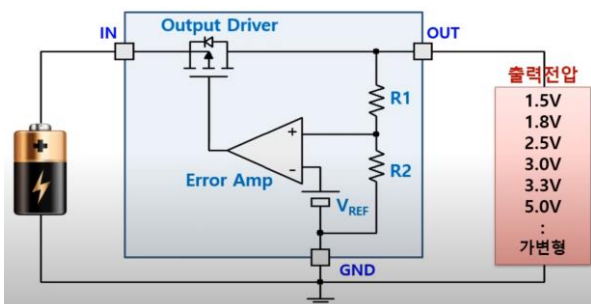 Output Driver
IN
OUT
출력전압
1.5V
1.8V
2.5V
3.0V
3.3V
5.0V
:
가변형
R1
+
-
R2
Error Amp
VREF
GND
+